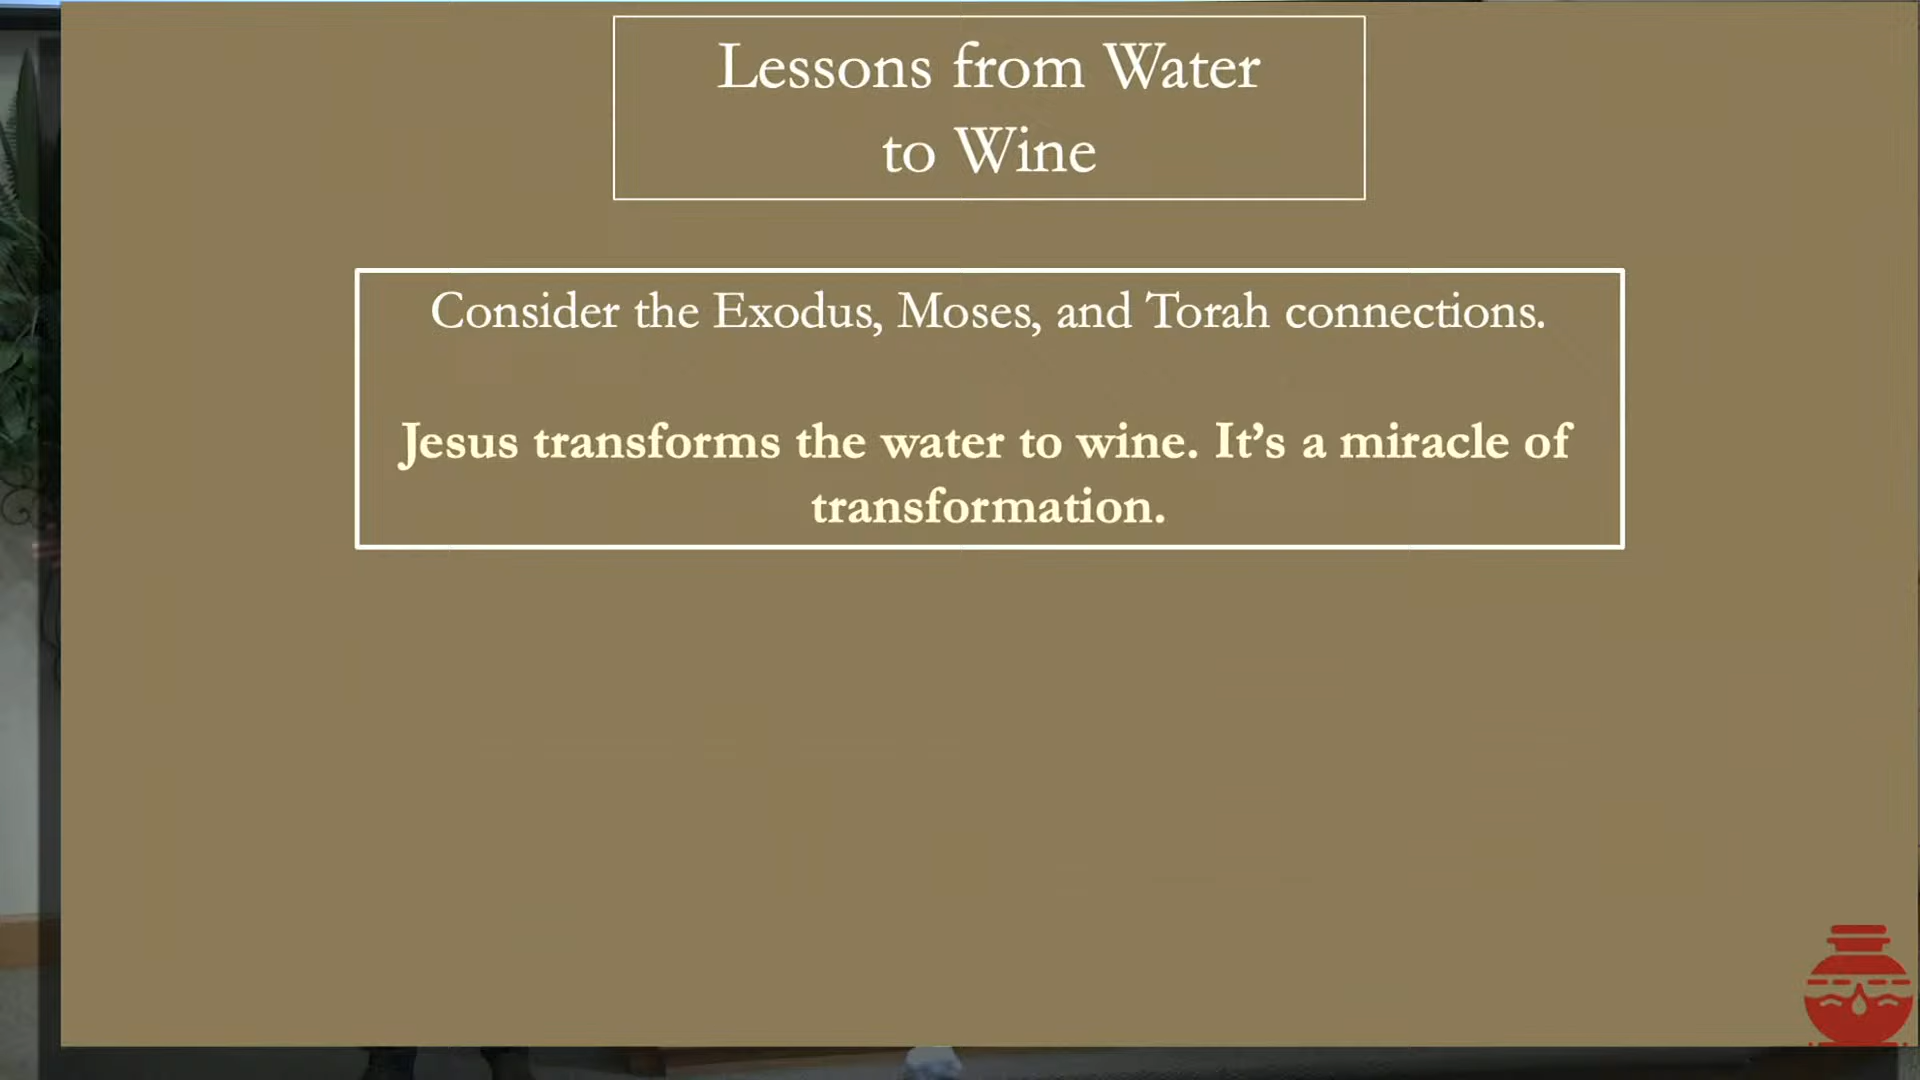 Lessons from Water
to Wine
Consider the Exodus, Moses, and Torah connections.
Jesus transforms the water to wine. It’s a miracle of
transformation.